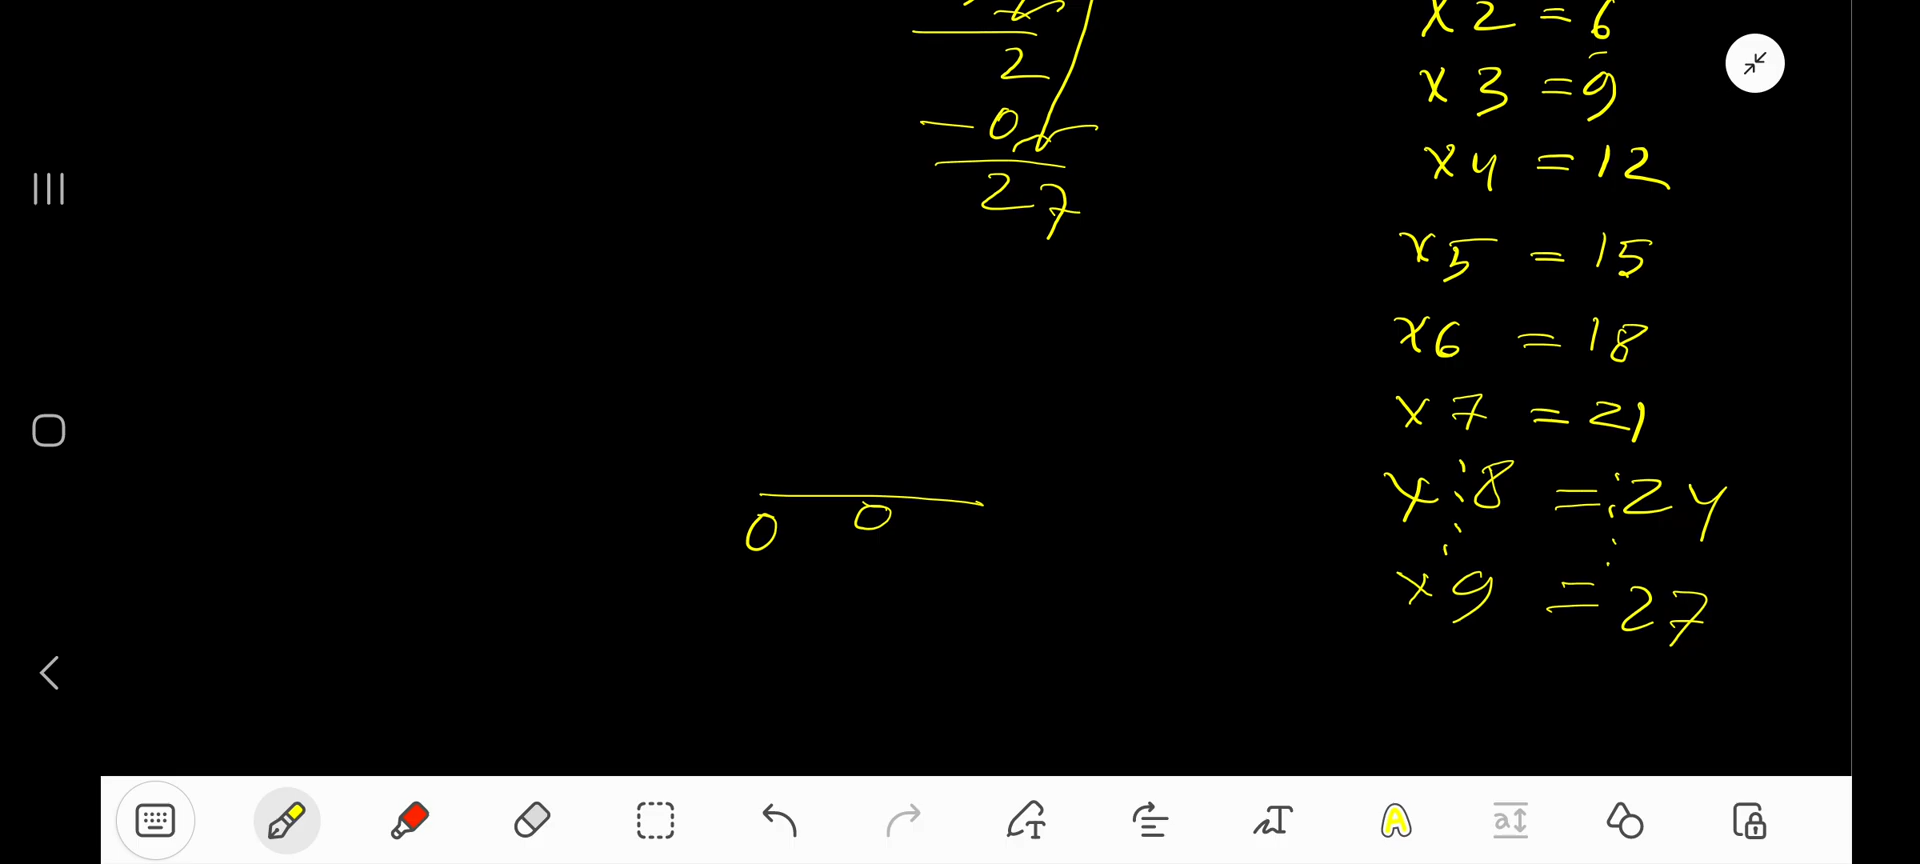 2
- 0
27
0 0
x 2 = 6
x 3 = 9
x 4 = 12
x 5 = 15
x 6 = 18
x 7 = 21
x 8 = 24
x 9 = 27
T
T
A
a